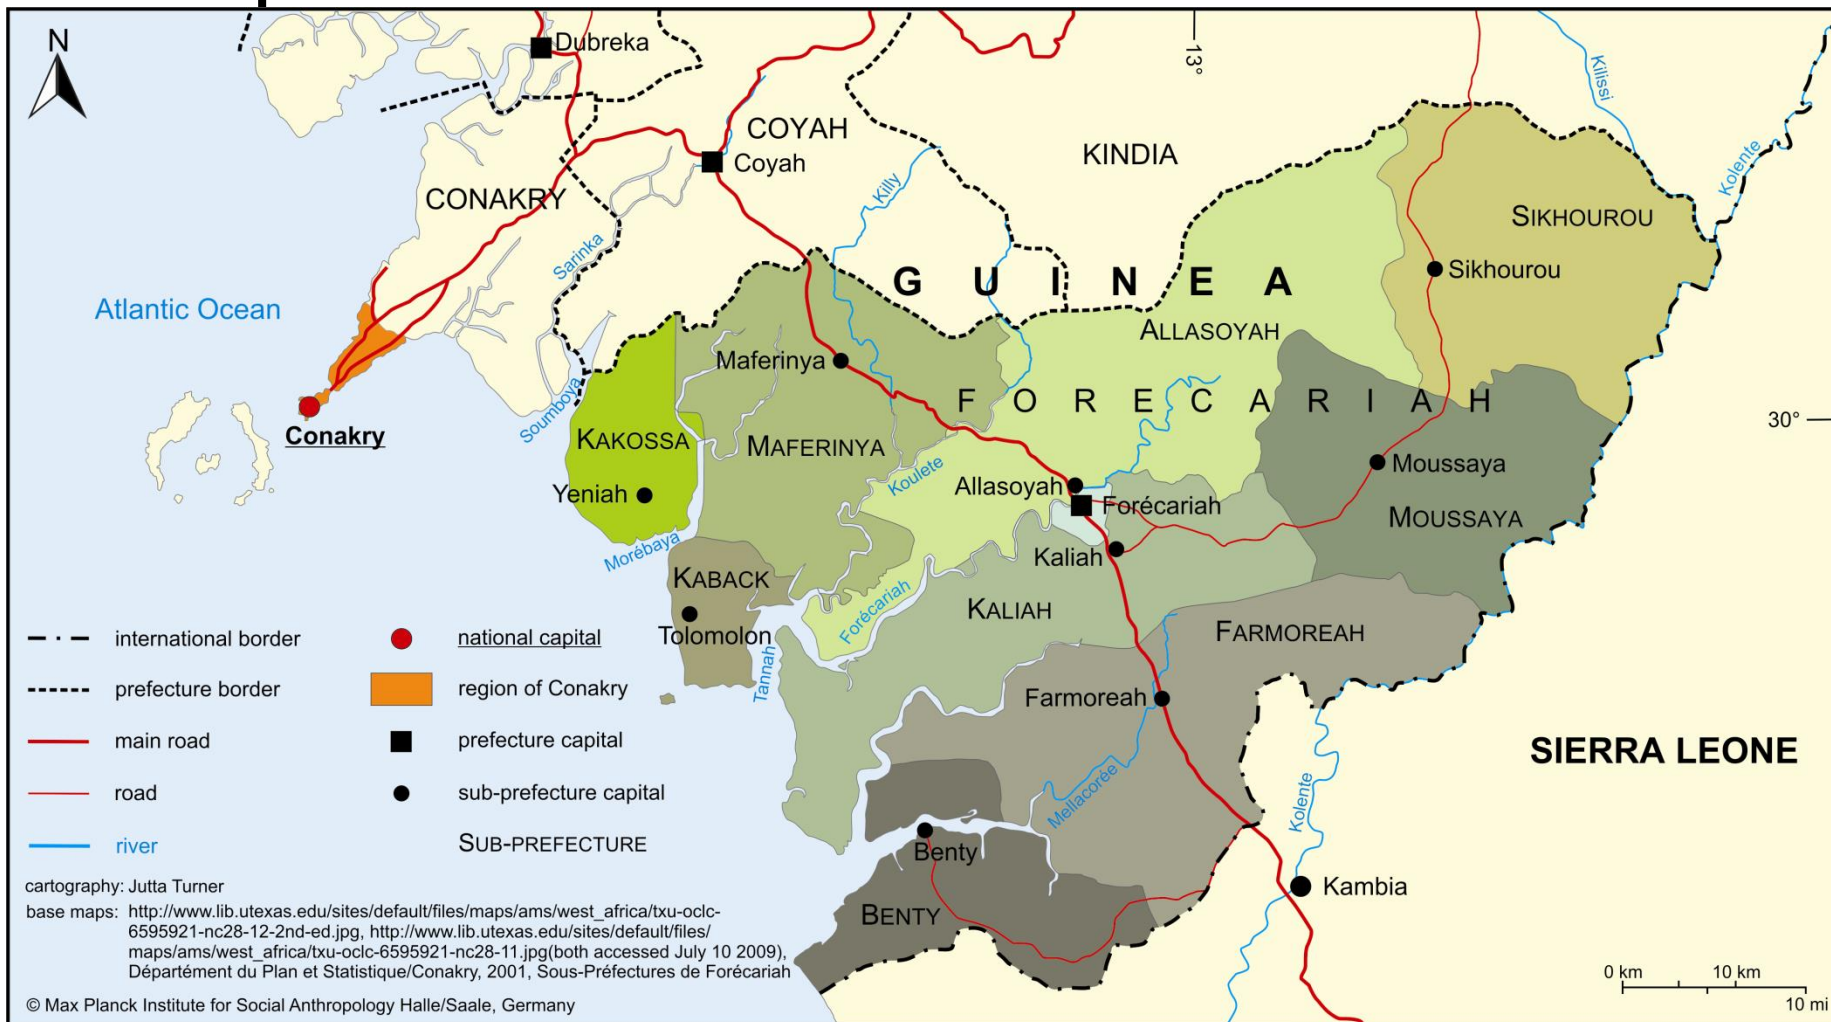 N
Dubreka
13°
Kilissi
COYAH
Coyah
KINDIA
Kolente
CONAKRY
Killy
SIKHOUROU
Sarinka
Sikhourou
GUINEA
Atlantic Ocean
ALLASOYAH
Maferinya
FORECARIAH
Soumboya
Conakry
30°
KAKOSSA
MAFERINYA
Moussaya
Koulete
Yeniah
Allasoyah
Forécariah
MOUSSAYA
Morébaya
Kaliah
KABACK
KALIAH
Forécariah
Tolomolon
FARMOREAH
Tannah
Farmoreah
SIERRA LEONE
Mellacorée
Kolente
Benty
Kambia
BENTY
international border
prefecture border
main road
road
river
national capital
region of Conakry
prefecture capital
sub-prefecture capital
SUB-PREFECTURE
cartography: Jutta Turner
base maps: http://www.lib.utexas.edu/sites/default/files/maps/ams/west_africa/txu-oclc-
6595921-nc28-12-2nd-ed.jpg, http://www.lib.utexas.edu/sites/default/files/
maps/ams/west_africa/txu-oclc-6595921-nc28-11.jpg(both accessed July 10 2009),
Départément du Plan et Statistique/Conakry, 2001, Sous-Préfectures de Forécariah
© Max Planck Institute for Social Anthropology Halle/Saale, Germany
0 km 10 km
10 mi